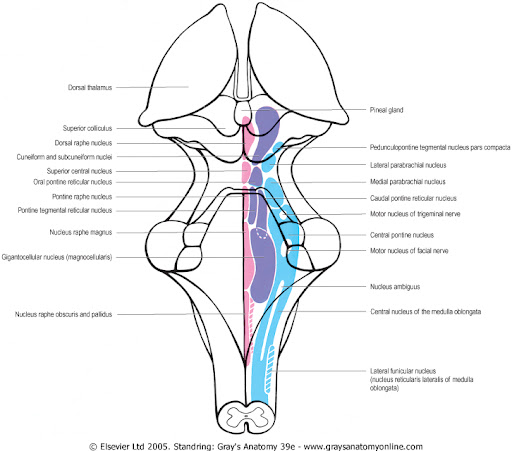 Dorsal thalamus
Superior colliculus
Dorsal raphe nucleus
Cuneiform and subcuneiform nuclei
Superior central nucleus
Oral pontine reticular nucleus
Pontine raphe nucleus
Pontine tegmental reticular nucleus
Nucleus raphe magnus
Gigantocellular nucleus (magnocellularis)
Nucleus raphe obscuris and pallidus
Pineal gland
Pedunculopontine tegmental nucleus pars compacta
Lateral parabrachial nucleus
Medial parabrachial nucleus
Caudal pontine reticular nucleus
Motor nucleus of trigeminal nerve
Central pontine nucleus
Motor nucleus of facial nerve
Nucleus ambiguus
Central nucleus of the medulla oblongata
Lateral funicular nucleus
(nucleus reticularis lateralis of medulla
oblongata)
© Elsevier Ltd 2005. Standring: Gray's Anatomy 39e - www.graysanatomyonline.com